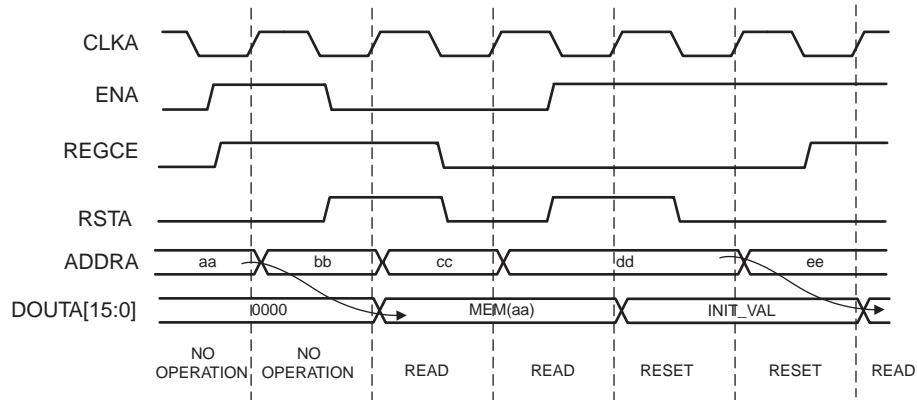 CLKA
ENA
REGCE
RSTA
ADDRA aa bb cc dd ee
DOUTA[15:0] 0000 MEM(aa) INIT_VAL
NO OPERATION NO OPERATION READ READ RESET RESET READ